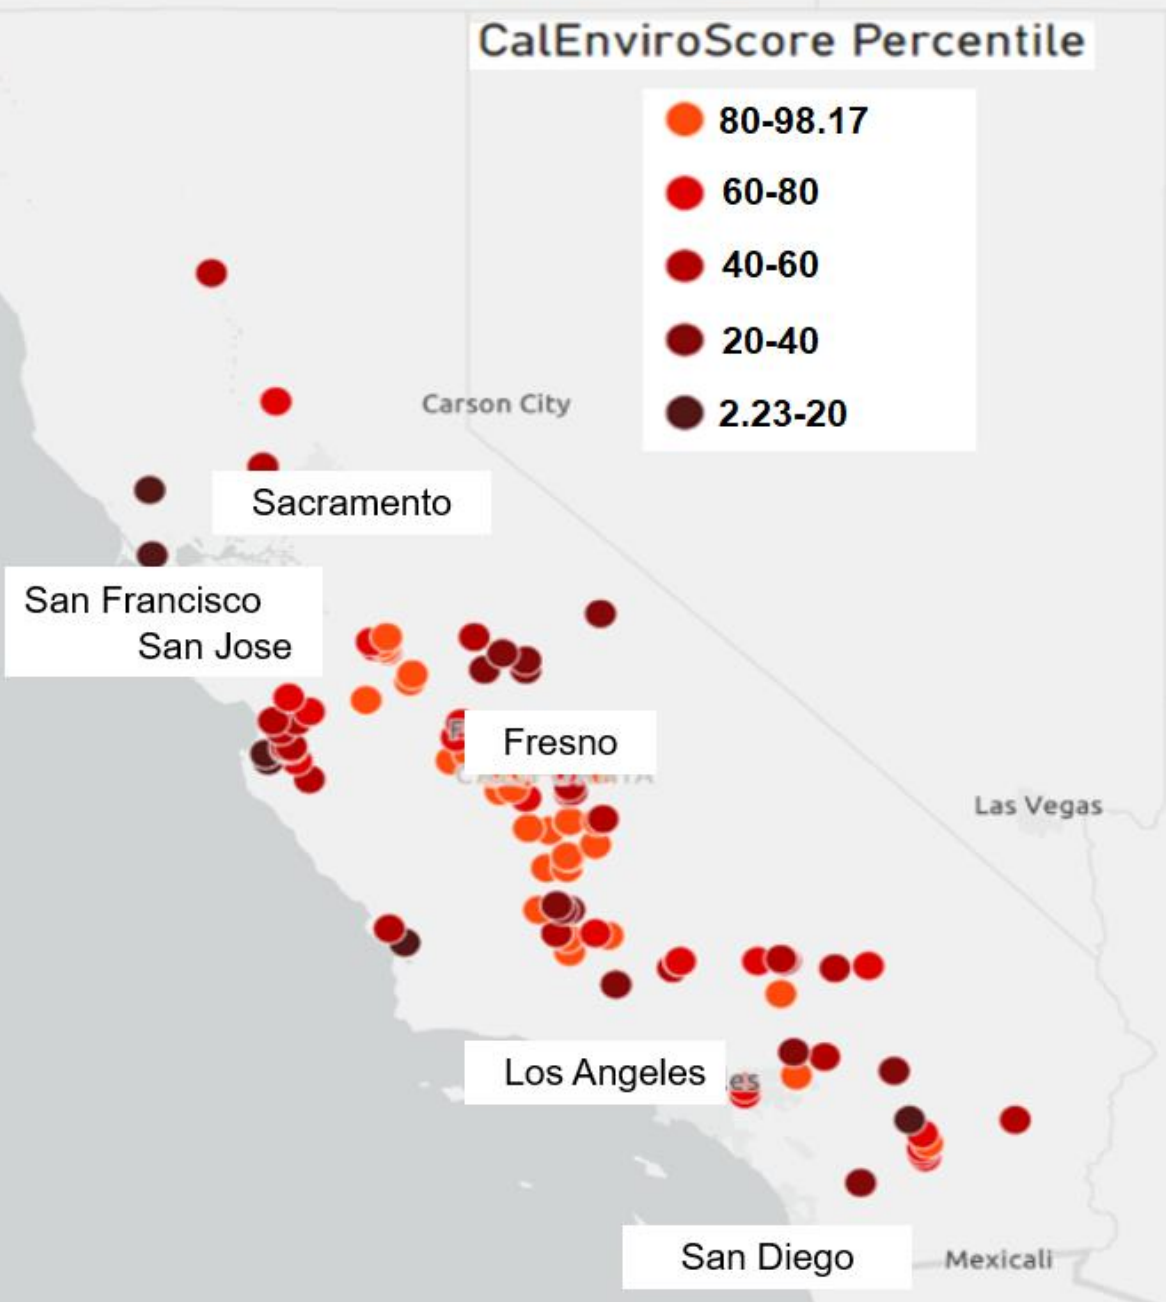 CalEnviroScore Percentile
80-98.17
60-80
40-60
20-40
2.23-20
Carson City
Sacramento
San Francisco
San Jose
Fresno
Las Vegas
Los Angeles
es
San Diego
Mexicali